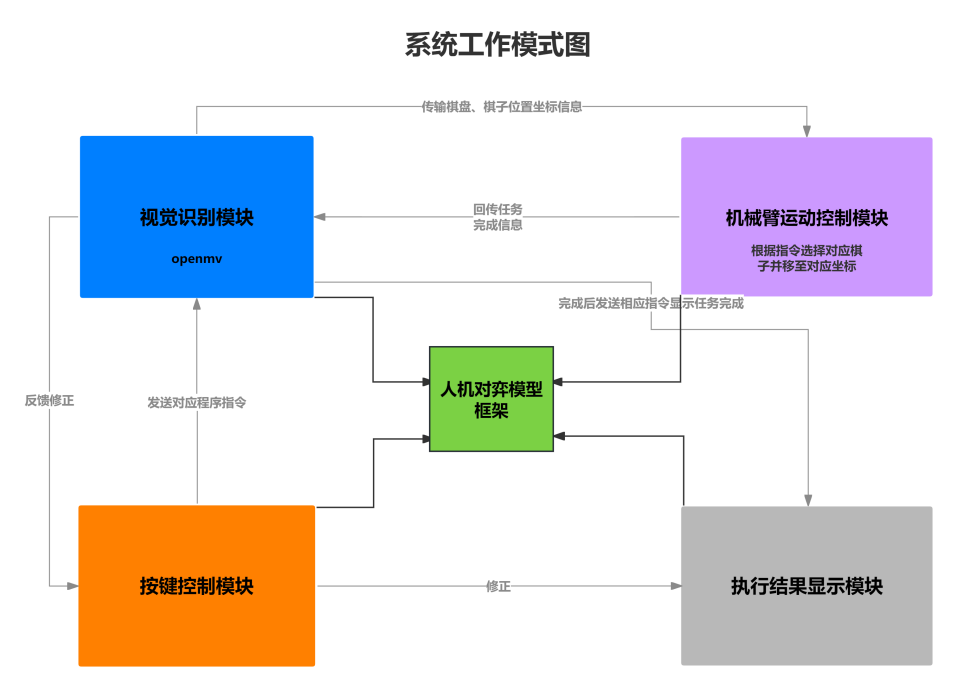 系统工作模式图
传输棋盘、棋子位置坐标信息
视觉识别模块
openmv
回传任务
完成信息
机械臂运动控制模块
根据指令选择对应棋
子并移至对应坐标
完成后发送相应指令显示任务完成
人机对弈模型
框架
反馈修正
发送对应程序指令
按键控制模块
修正
执行结果显示模块